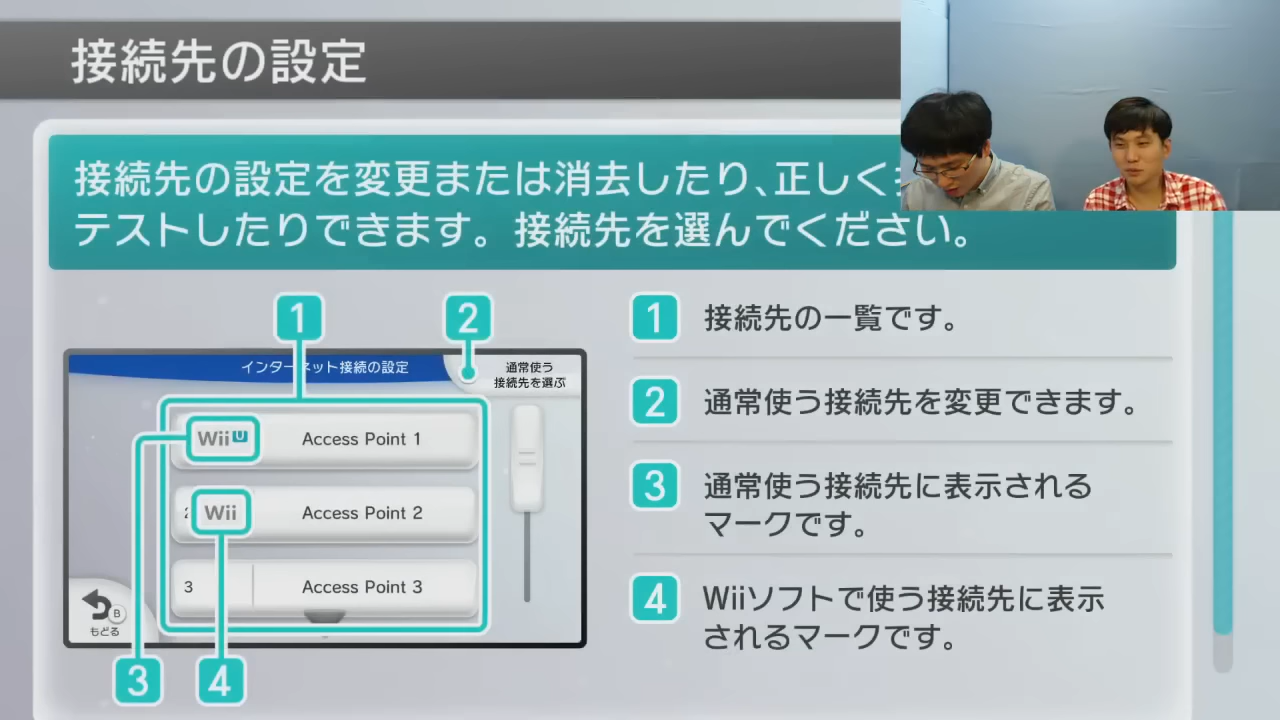 接続先の設定
接続先の設定を変更または消去したり、正しく
テストしたりできます。接続先を選んでください。
1
2
インターネット接続の設定
通常使う
接続先を選ぶ
Wii U
Access Point 1
Wii
Access Point 2
3
Access Point 3
B
もどる
3
4
1
接続先の一覧です。
2
通常使う接続先を変更できます。
3
通常使う接続先に表示される
マークです。
4
Wiiソフトで使う接続先に表示
されるマークです。